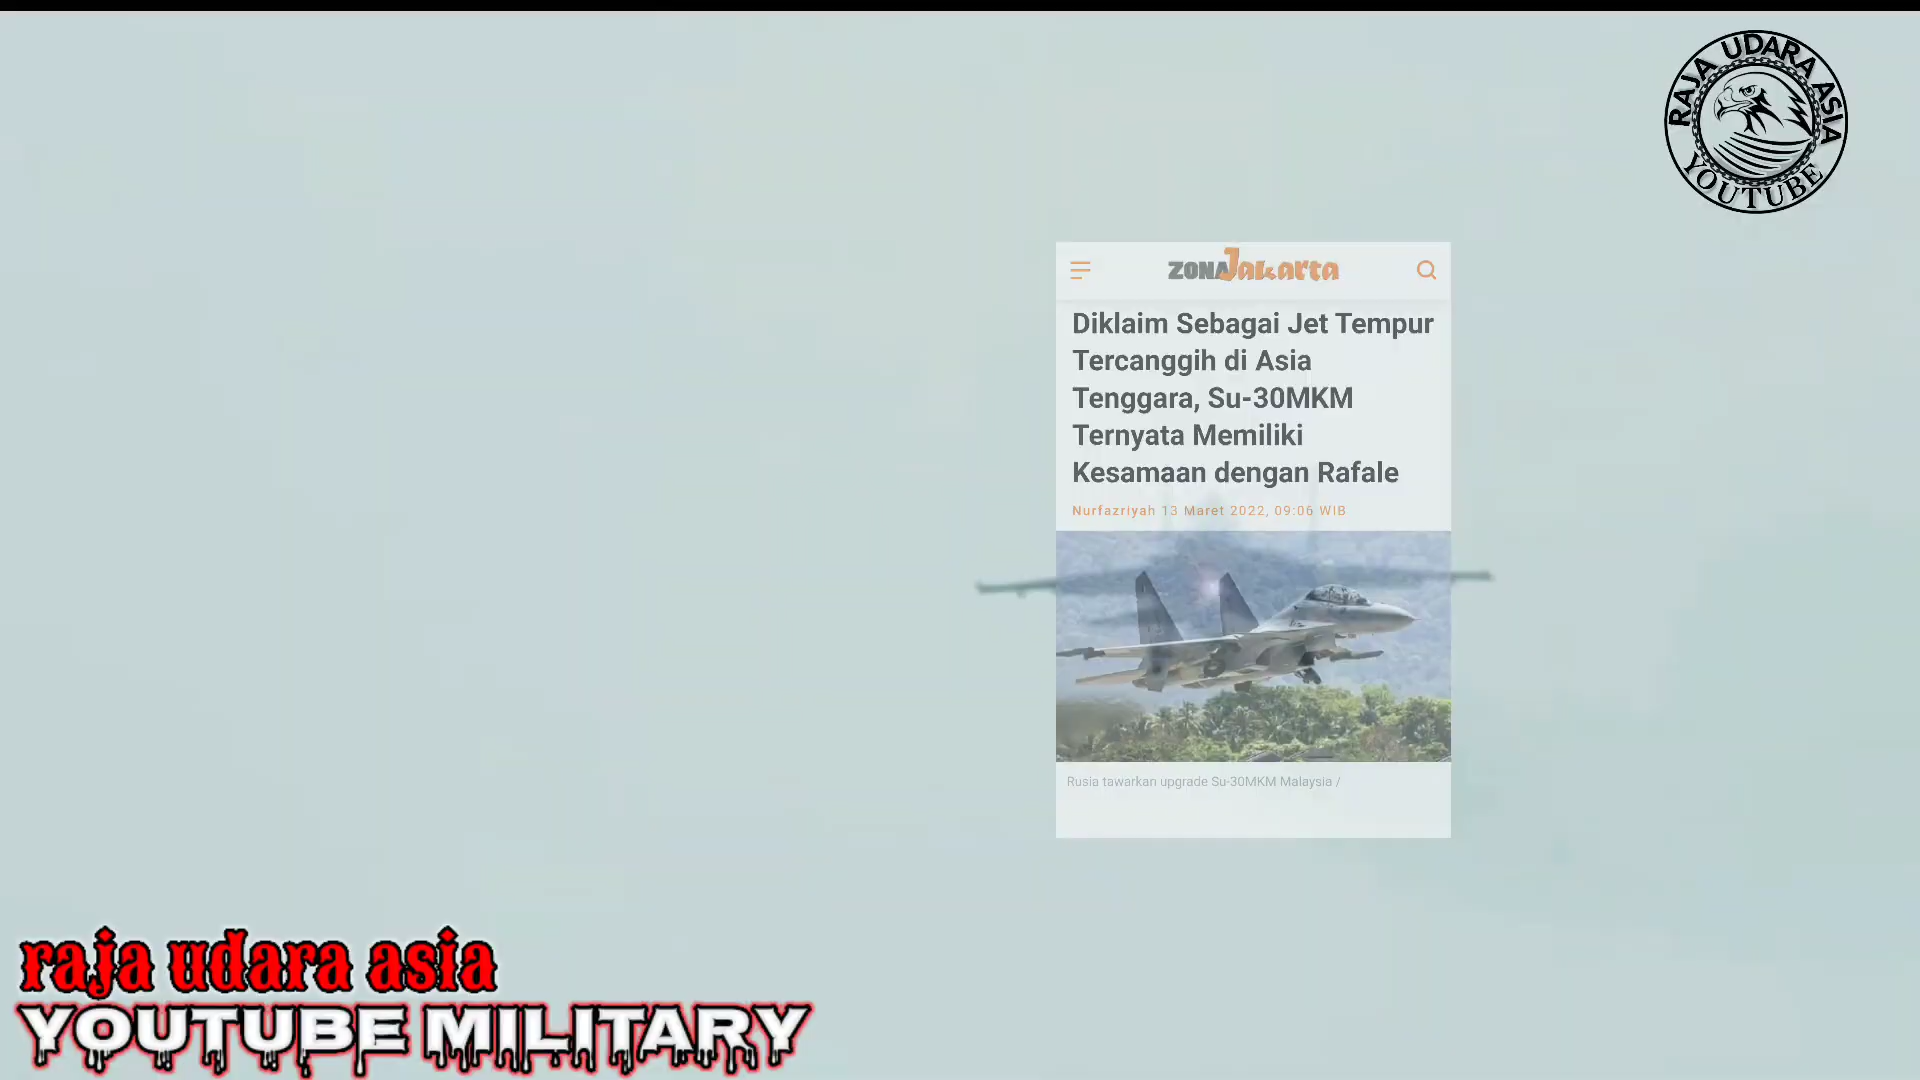 RAJA UDARA ASIA
YOUTUBE
ZONAJakarta
Diklaim Sebagai Jet Tempur
Tercanggih di Asia
Tenggara, Su-30MKM
Ternyata Memiliki
Kesamaan dengan Rafale
Nurfazriyah 13 Maret 2022, 09:06 WIB
Rusia tawarkan upgrade Su-30MKM Malaysia /
raja udara asia
YOUTUBE MILITARY